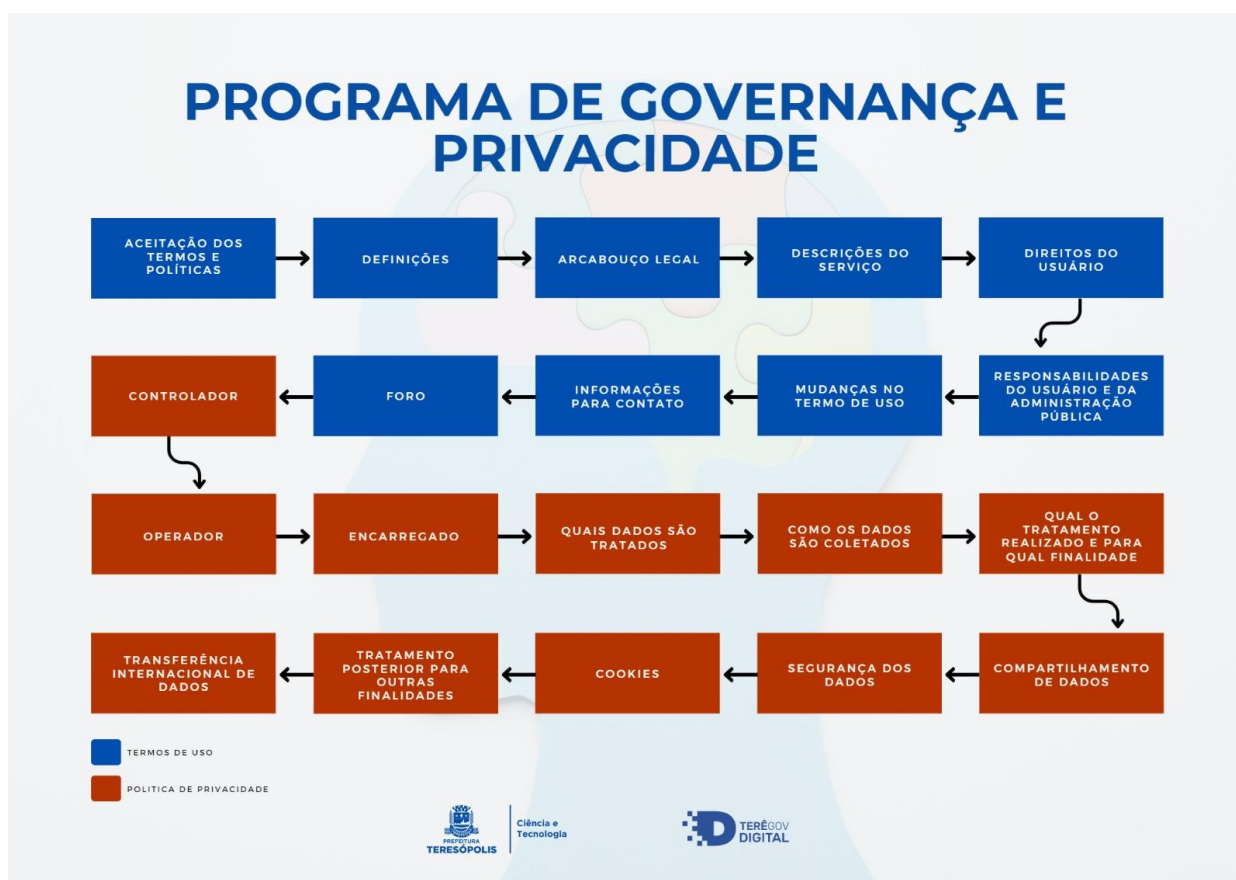 PROGRAMA DE GOVERNANÇA E
PRIVACIDADE
ACEITAÇÃO DOS
TERMOS E
POLÍTICAS
DEFINIÇÕES
ARCABOUÇO LEGAL
DESCRIÇÕES DO
SERVIÇO
DIREITOS DO
USUÁRIO
CONTROLADOR
FORO
INFORMAÇÕES
PARA CONTATO
MUDANÇAS NO
TERMO DE USO
RESPONSABILIDADES
DO USUÁRIO E DA
ADMINISTRAÇÃO
PÚBLICA
OPERADOR
ENCARREGADO
QUAIS DADOS SÃO
TRATADOS
COMO OS DADOS
SÃO COLETADOS
QUAL O
TRATAMENTO
REALIZADO E PARA
QUAL FINALIDADE
TRANSFERÊNCIA
INTERNACIONAL DE
DADOS
TRATAMENTO
POSTERIOR PARA
OUTRAS
FINALIDADES
COOKIES
SEGURANÇA DOS
DADOS
COMPARTILHAMENTO
DE DADOS
TERMOS DE USO
POLITICA DE PRIVACIDADE
PREFEITURA
TERESÓPOLIS
Ciência e
Tecnologia
TERÊGOV
DIGITAL